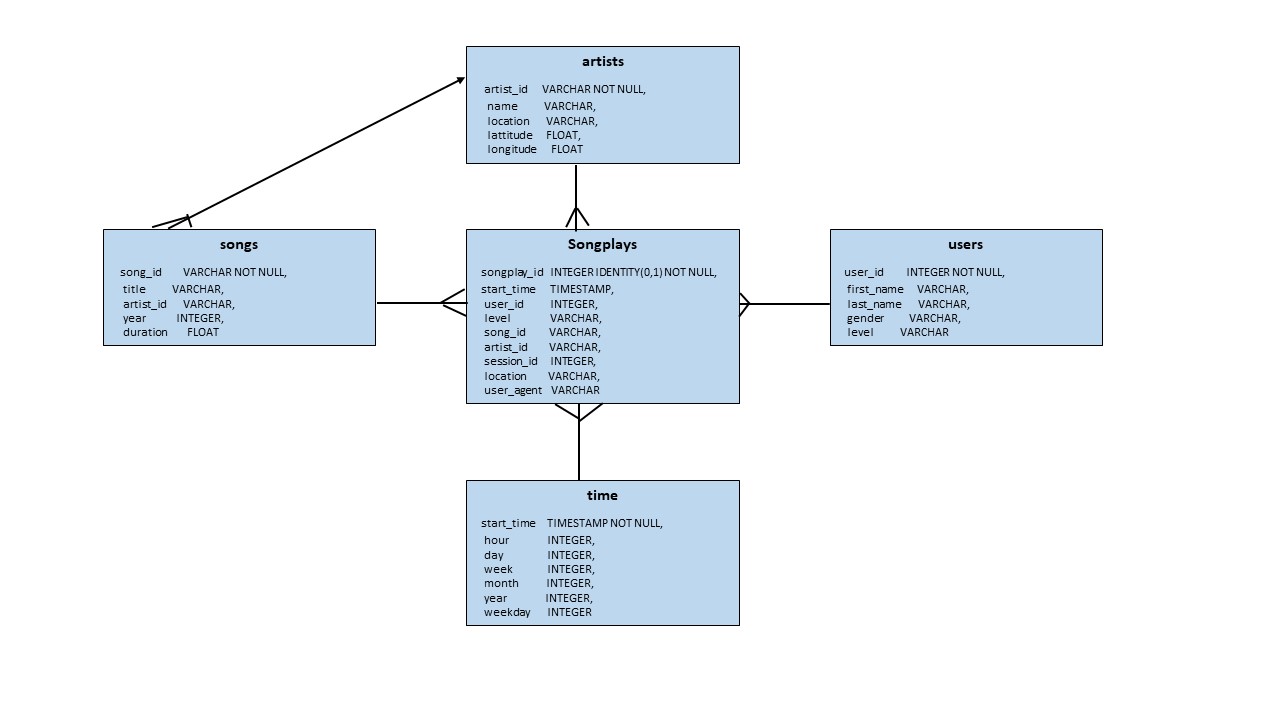 artists
artist_id VARCHAR NOT NULL,
name VARCHAR,
location VARCHAR,
lattitude FLOAT,
longitude FLOAT
songs
song_id VARCHAR NOT NULL,
title VARCHAR,
artist_id VARCHAR,
year INTEGER,
duration FLOAT
Songplays
songplay_id INTEGER IDENTITY(0,1) NOT NULL,
start_time TIMESTAMP,
user_id INTEGER,
level VARCHAR,
song_id VARCHAR,
artist_id VARCHAR,
session_id INTEGER,
location VARCHAR,
user_agent VARCHAR
users
user_id INTEGER NOT NULL,
first_name VARCHAR,
last_name VARCHAR,
gender VARCHAR,
level VARCHAR
time
start_time TIMESTAMP NOT NULL,
hour INTEGER,
day INTEGER,
week INTEGER,
month INTEGER,
year INTEGER,
weekday INTEGER